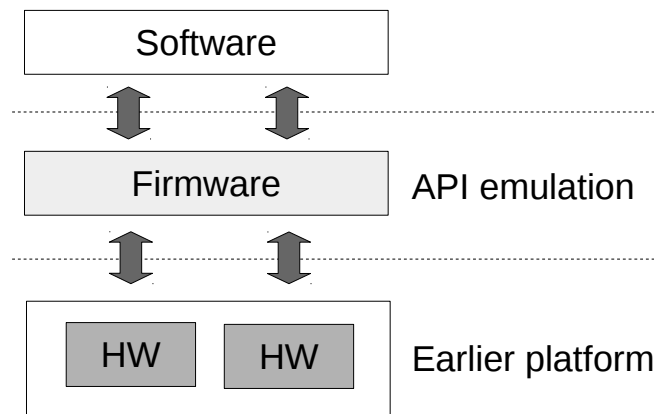 Software
Firmware
API emulation
HW
HW
Earlier platform